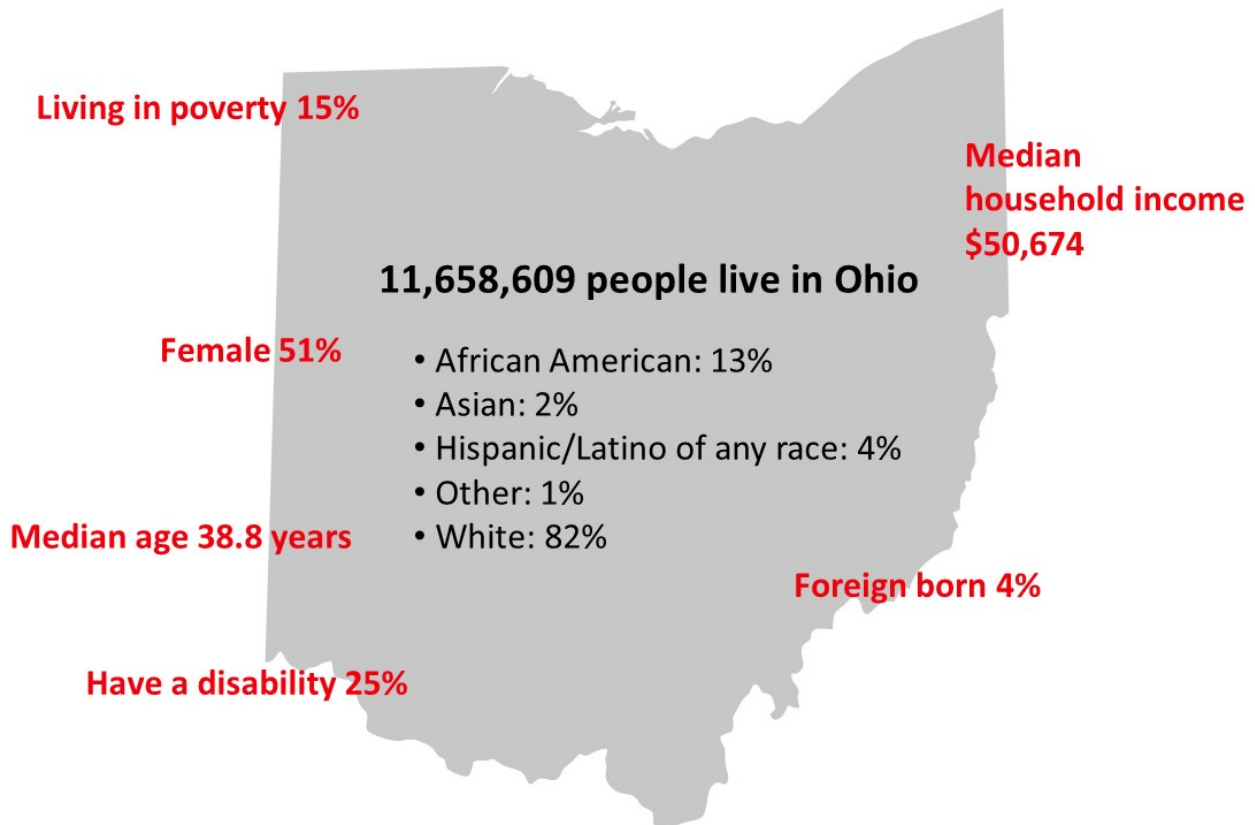 Living in poverty 15%
Median
household income
$50,674
11,658,609 people live in Ohio
Female 51%
• African American: 13%
• Asian: 2%
• Hispanic/Latino of any race: 4%
• Other: 1%
• White: 82%
Median age 38.8 years
Foreign born 4%
Have a disability 25%